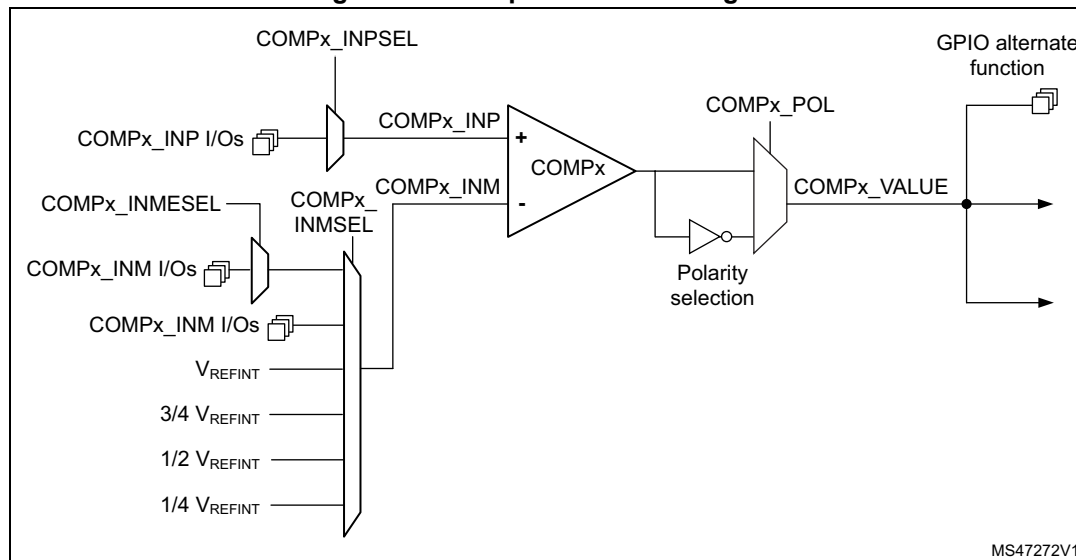 COMPx_INPSEL
GPIO alternate
function
COMPx_POL
COMPx_INP I/Os
COMPx_INP
+
COMPx
COMPx_INM
-
COMPx_VALUE
COMPx_INMESEL
COMPx_
INMSEL
COMPx_INM I/Os
Polarity
selection
COMPx_INM I/Os
VREFINT
3/4 VREFINT
1/2 VREFINT
1/4 VREFINT
MS47272V1